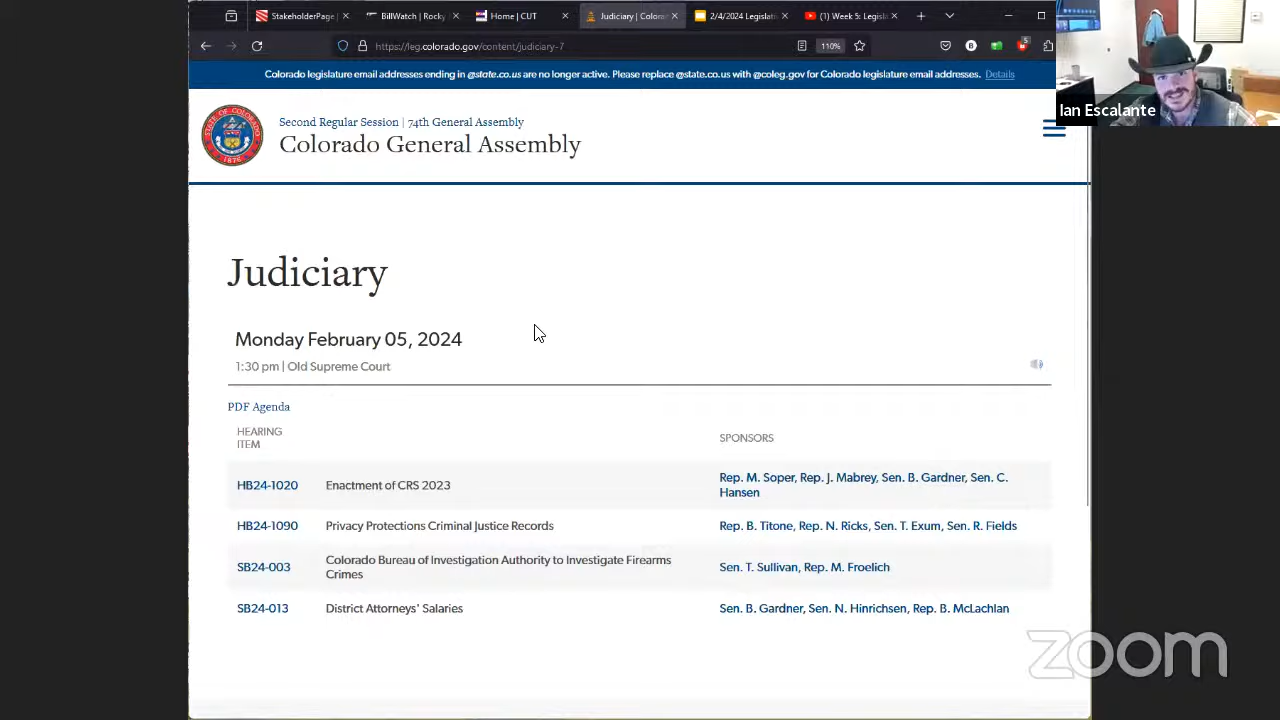 StakeholderPage |
BillWatch | Rocky
Home | CUT
Judiciary | Colora
2/4/2024 Legislat
(1) Week 5: Legisla
https://leg.colorado.gov/content/judiciary-7
110%
5
Colorado legislature email addresses ending in @state.co.us are no longer active. Please replace @state.co.us with @coleg.gov for Colorado legislature email addresses. Details
Ian Escalante
Second Regular Session | 74th General Assembly
Colorado General Assembly
Judiciary
Monday February 05, 2024
1:30 pm | Old Supreme Court
PDF Agenda
HEARING
ITEM
SPONSORS
HB24-1020 Enactment of CRS 2023 Rep. M. Soper, Rep. J. Mabrey, Sen. B. Gardner, Sen. C.
Hansen
HB24-1090 Privacy Protections Criminal Justice Records Rep. B. Titone, Rep. N. Ricks, Sen. T. Exum, Sen. R. Fields
SB24-003 Colorado Bureau of Investigation Authority to Investigate Firearms
Crimes Sen. T. Sullivan, Rep. M. Froelich
SB24-013 District Attorneys' Salaries Sen. B. Gardner, Sen. N. Hinrichsen, Rep. B. McLachlan
zoom